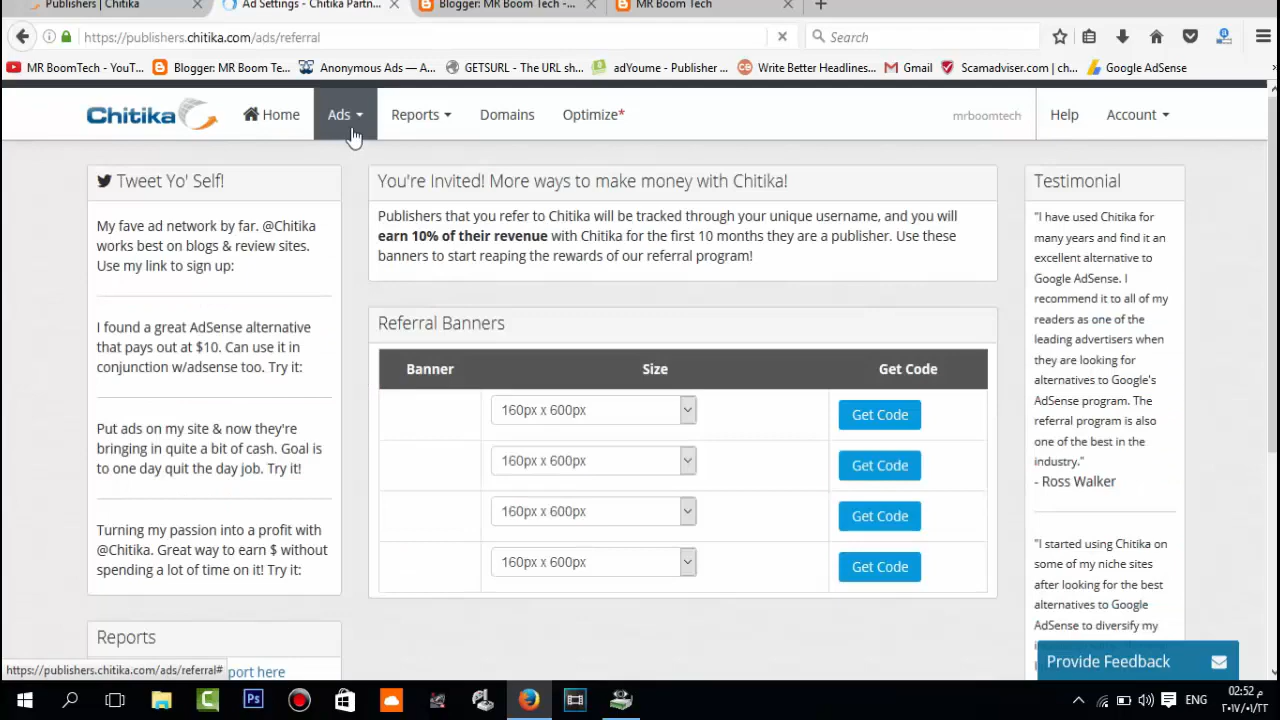 Publishers | Chitika
Ad Settings - Chitika Partn...
Blogger: MR Boom Tech -...
MR Boom Tech
https://publishers.chitika.com/ads/referral
Search
MR BoomTech - YouT...
Blogger: MR Boom Te...
Anonymous Ads — A...
GETSURL - The URL sh...
adYoume - Publisher ...
Write Better Headlines...
Gmail
Scamadviser.com | ch...
Google AdSense
Chitika
Home
Ads
Reports
Domains
Optimize*
mrboomtech
Help
Account
Tweet Yo' Self!
My fave ad network by far. @Chitika
works best on blogs & review sites.
Use my link to sign up:
I found a great AdSense alternative
that pays out at $10. Can use it in
conjunction w/adsense too. Try it:
Put ads on my site & now they're
bringing in quite a bit of cash. Goal is
to one day quit the day job. Try it!
Turning my passion into a profit with
@Chitika. Great way to earn $ without
spending a lot of time on it! Try it:
Reports
port here
https://publishers.chitika.com/ads/referral#
You're Invited! More ways to make money with Chitika!
Publishers that you refer to Chitika will be tracked through your unique username, and you will
earn 10% of their revenue with Chitika for the first 10 months they are a publisher. Use these
banners to start reaping the rewards of our referral program!
Referral Banners
Banner
Size
Get Code
160px x 600px
Get Code
160px x 600px
Get Code
160px x 600px
Get Code
160px x 600px
Get Code
Testimonial
"I have used Chitika for
many years and find it an
excellent alternative to
Google AdSense. I
recommend it to all of my
readers as one of the
leading advertisers when
they are looking for
alternatives to Google's
AdSense program. The
referral program is also
one of the best in the
industry."
- Ross Walker
"I started using Chitika on
some of my niche sites
after looking for the best
alternatives to Google
AdSense to diversify my
Provide Feedback
ENG
02:52 م
٢٠١٧/٠١/٢٢